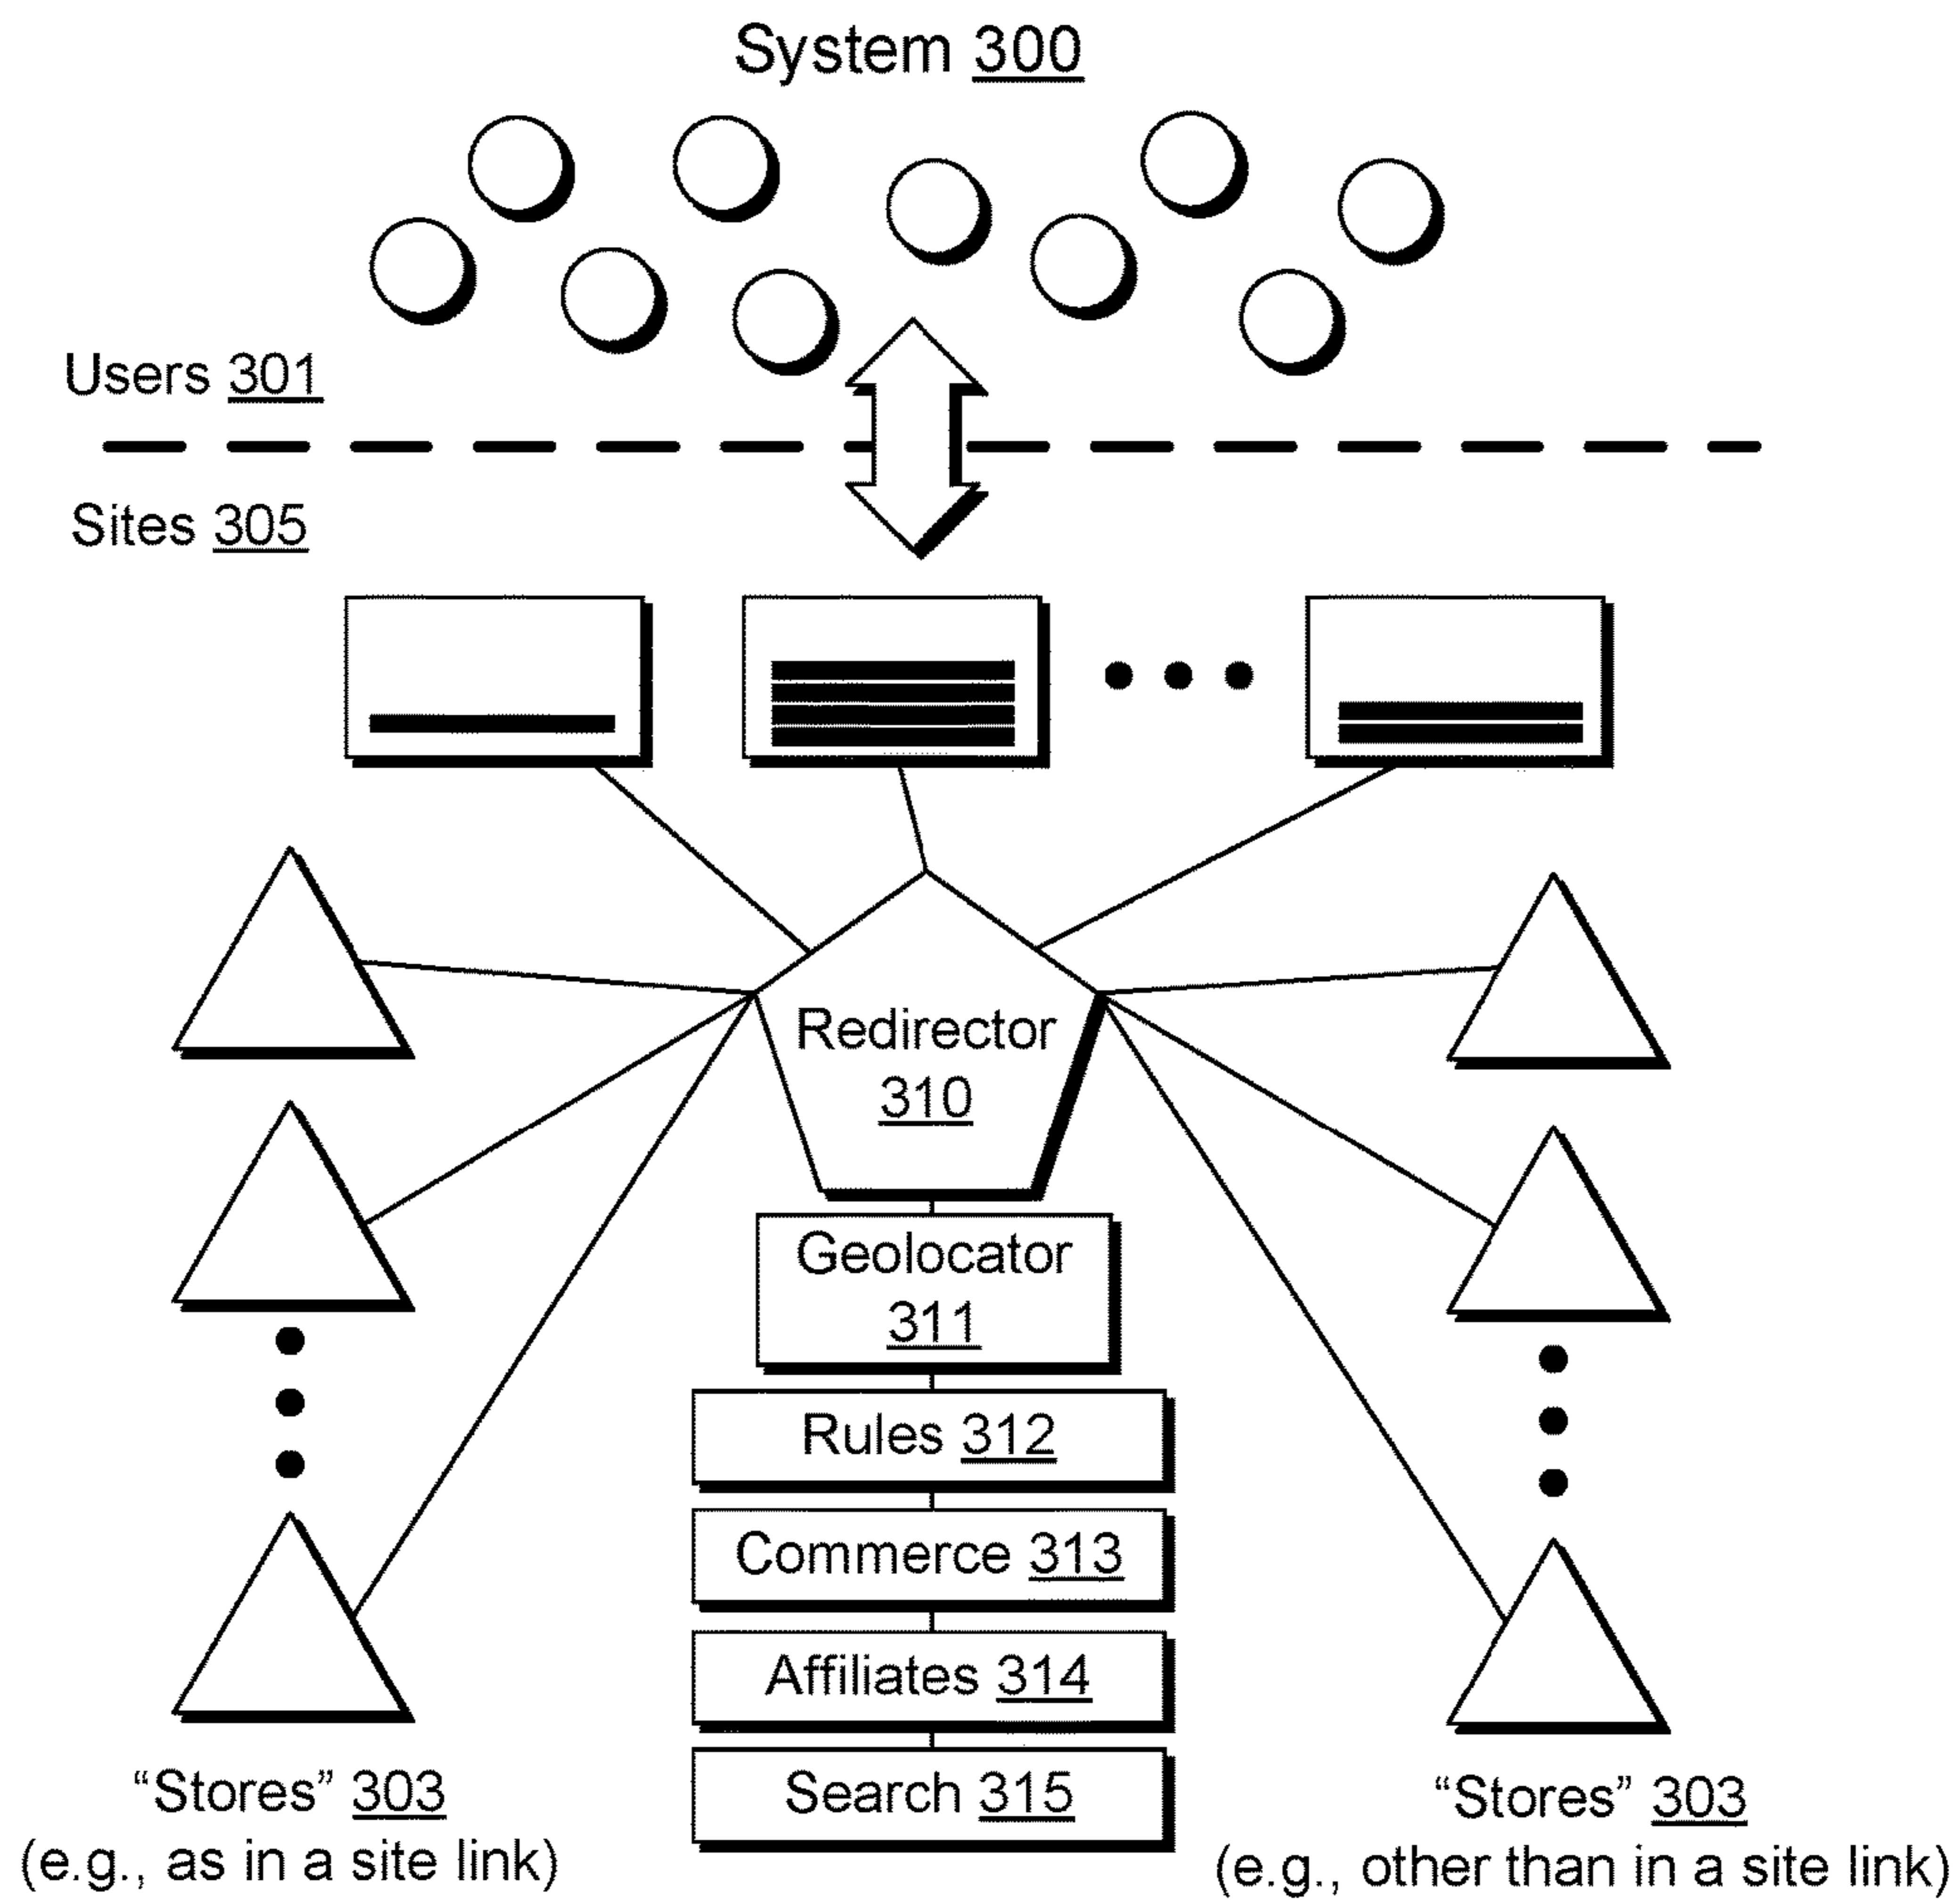 System 300
Users 301
Sites 305
Redirector
310
Geolocator
311
Rules 312
Commerce 313
Affiliates 314
Search 315
“Stores” 303
(e.g., as in a site link)
“Stores” 303
(e.g., other than in a site link)